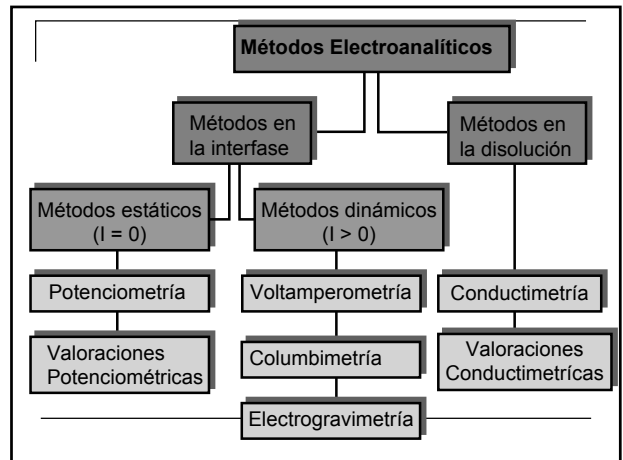 Métodos Electroanalíticos
Métodos en
la interfase
Métodos en
la disolución
Métodos estáticos
(I = 0)
Métodos dinámicos
(I > 0)
Potenciometría
Voltamperometría
Conductimetría
Valoraciones
Potenciométricas
Columbimetría
Valoraciones
Conductimetrícas
Electrogravimetría